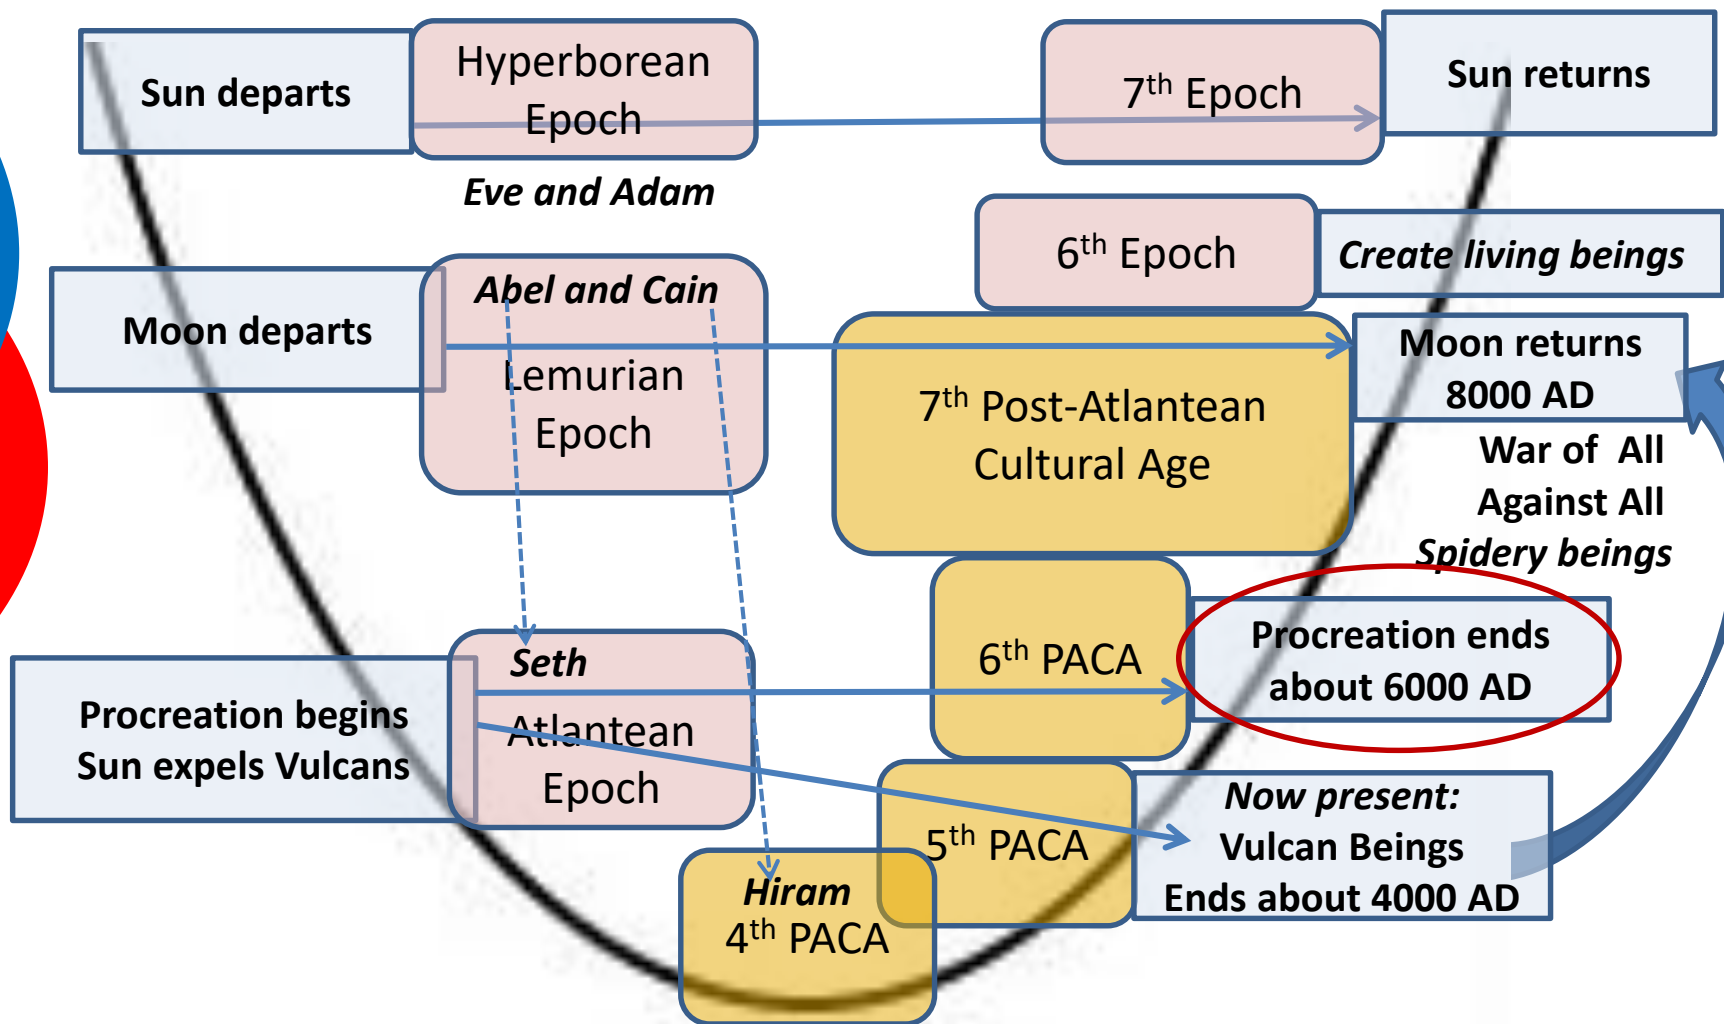 Sun departs
Hyperborean
Epoch
7th Epoch
Sun returns
Eve and Adam
6th Epoch
Create living beings
Moon departs
Abel and Cain
Lemurian
Epoch
7th Post-Atlantean
Cultural Age
Moon returns
8000 AD
War of All
Against All
Spidery beings
Procreation begins
Sun expels Vulcans
Seth
Atlantean
Epoch
6th PACA
Procreation ends
about 6000 AD
5th PACA
Now present:
Vulcan Beings
Ends about 4000 AD
Hiram
4th PACA